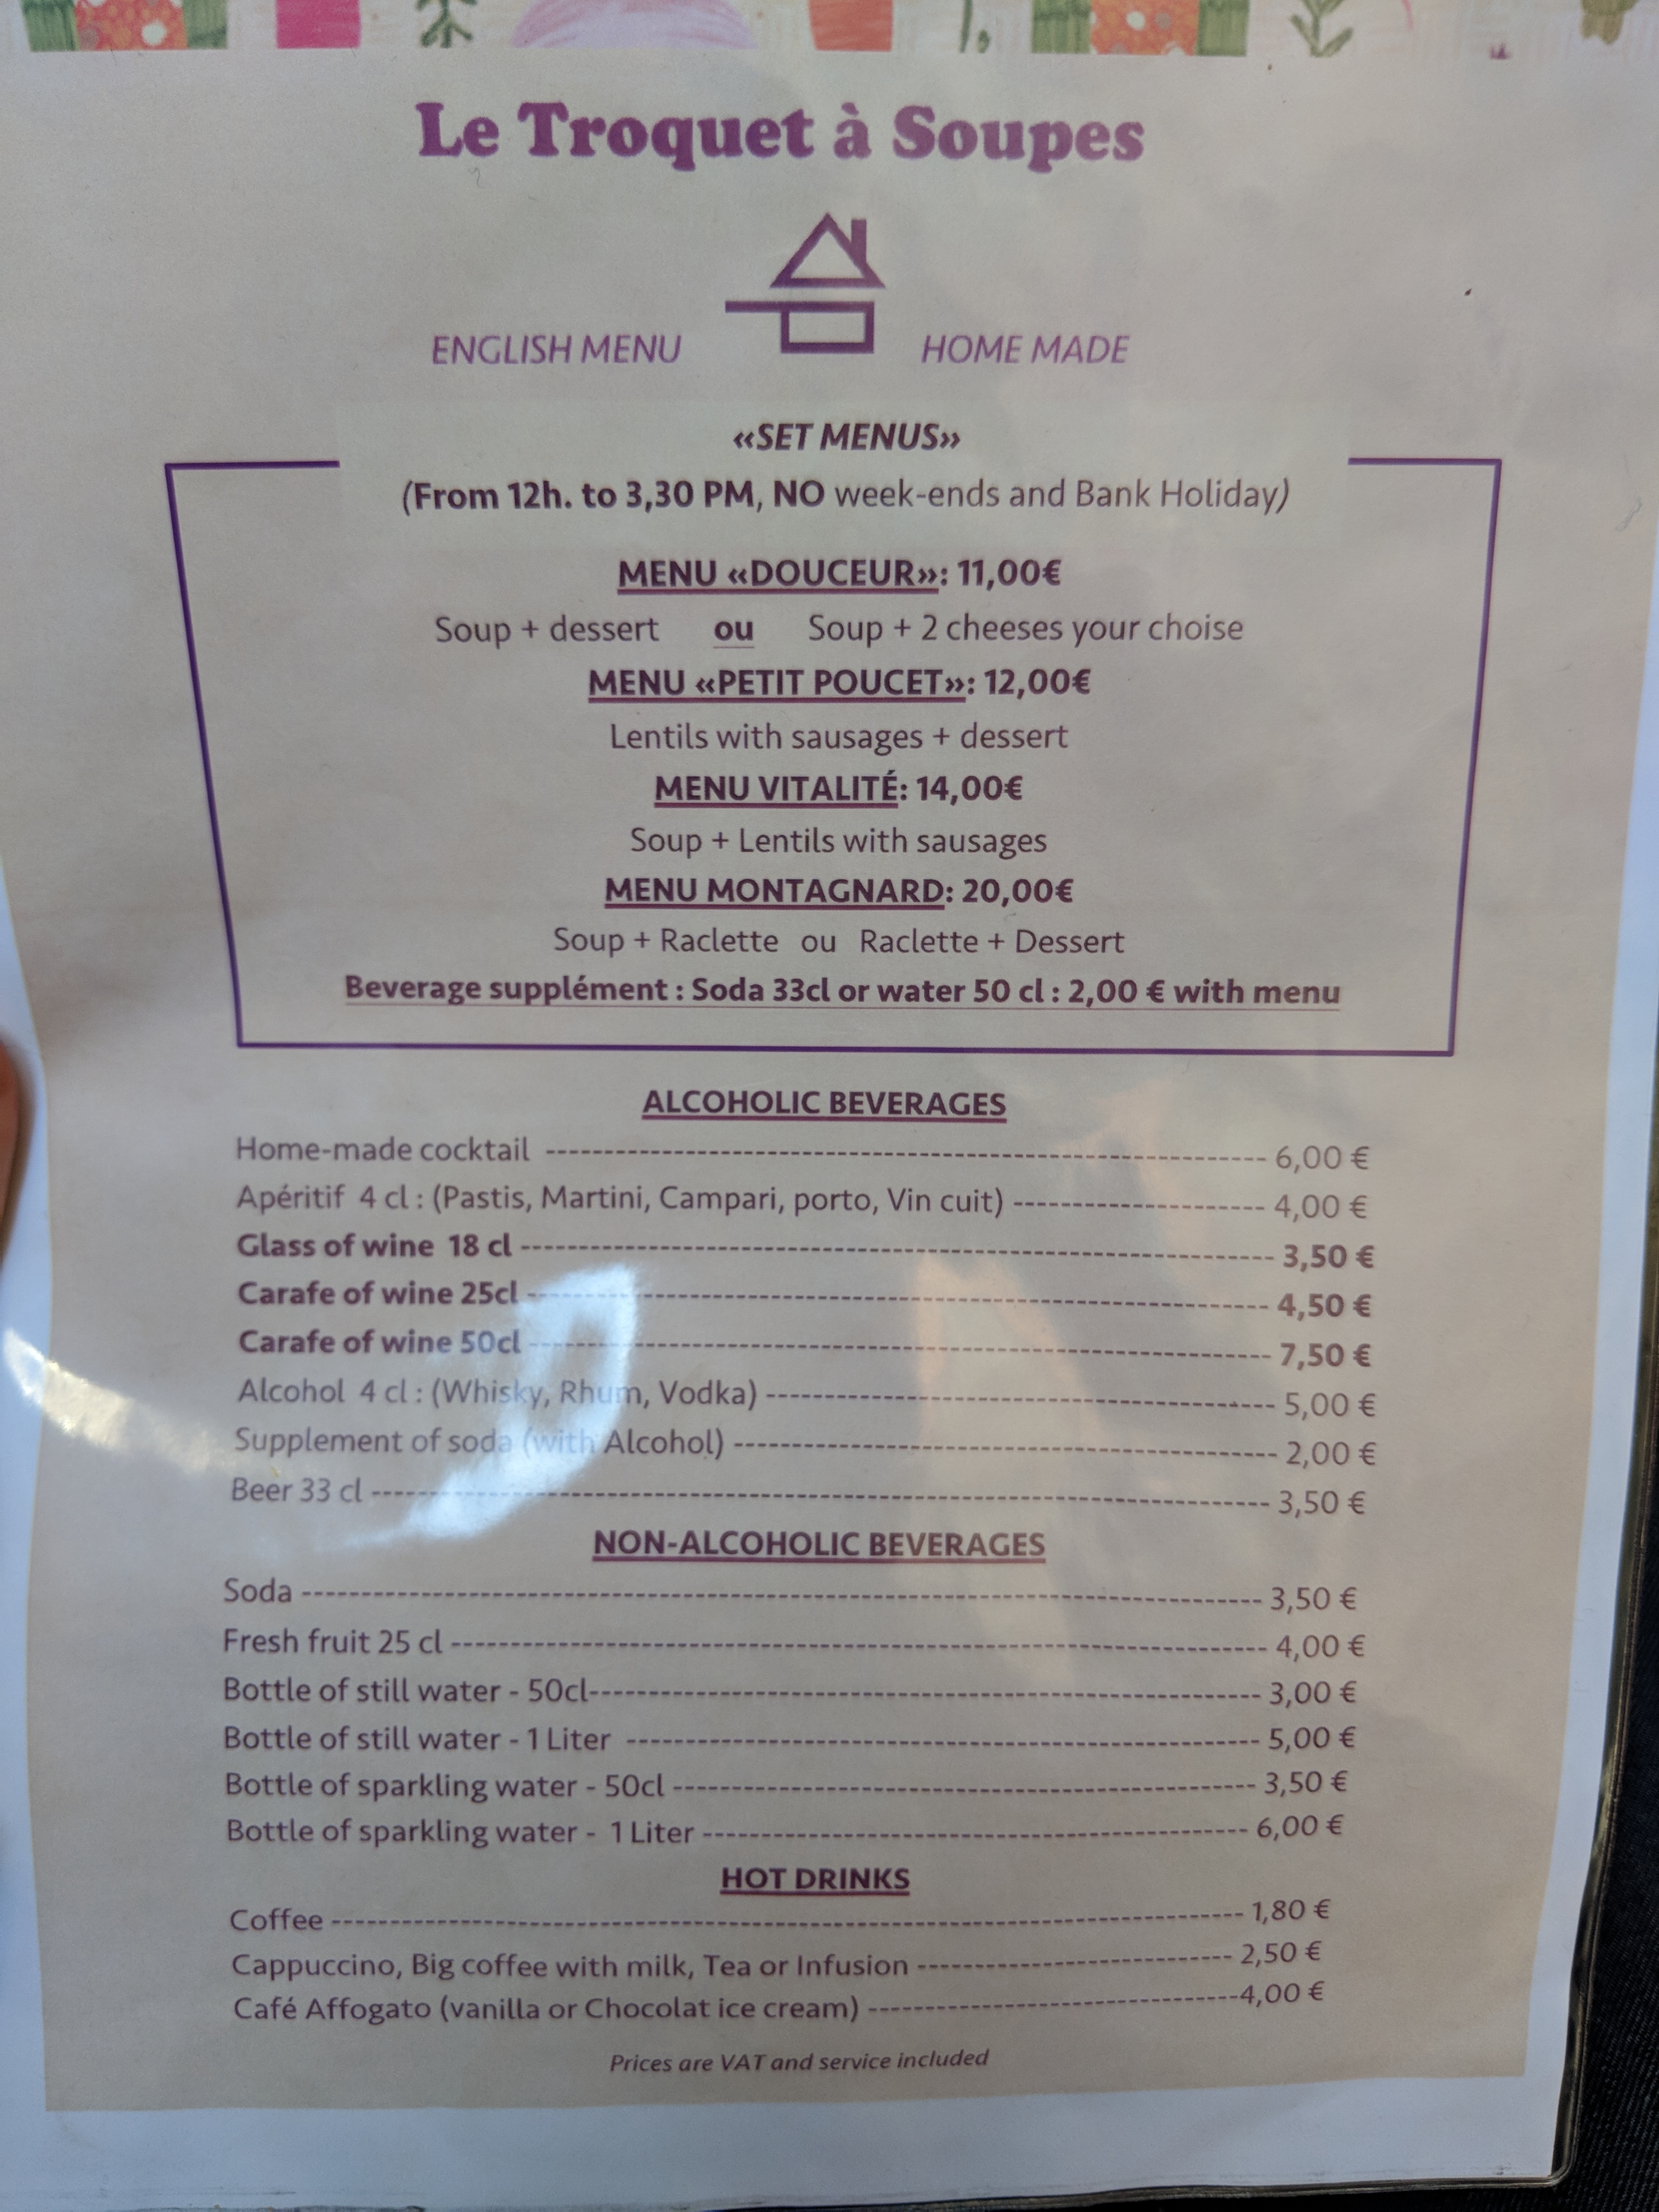 Le Troquet à Soupes
ENGLISH MENU HOME MADE
«SET MENUS»
(From 12h. to 3,30 PM, NO week-ends and Bank Holiday)
MENU «DOUCEUR»: 11,00€
Soup + dessert ou Soup + 2 cheeses your choise
MENU «PETIT POUCET»: 12,00€
Lentils with sausages + dessert
MENU VITALITÉ: 14,00€
Soup + Lentils with sausages
MENU MONTAGNARD: 20,00€
Soup + Raclette ou Raclette + Dessert
Beverage supplément : Soda 33cl or water 50 cl : 2,00 € with menu
ALCOHOLIC BEVERAGES
Home-made cocktail 6,00 €
Apéritif 4 cl : (Pastis, Martini, Campari, porto, Vin cuit) 4,00 €
Glass of wine 18 cl 3,50 €
Carafe of wine 25cl 4,50 €
Carafe of wine 50cl 7,50 €
Alcohol 4 cl : (Whisky, Rhum, Vodka) 5,00 €
Supplement of soda (with Alcohol) 2,00 €
Beer 33 cl 3,50 €
NON-ALCOHOLIC BEVERAGES
Soda 3,50 €
Fresh fruit 25 cl 4,00 €
Bottle of still water - 50cl 3,00 €
Bottle of still water - 1 Liter 5,00 €
Bottle of sparkling water - 50cl 3,50 €
Bottle of sparkling water - 1 Liter 6,00 €
HOT DRINKS
Coffee 1,80 €
Cappuccino, Big coffee with milk, Tea or Infusion 2,50 €
Café Affogato (vanilla or Chocolat ice cream) 4,00 €
Prices are VAT and service included